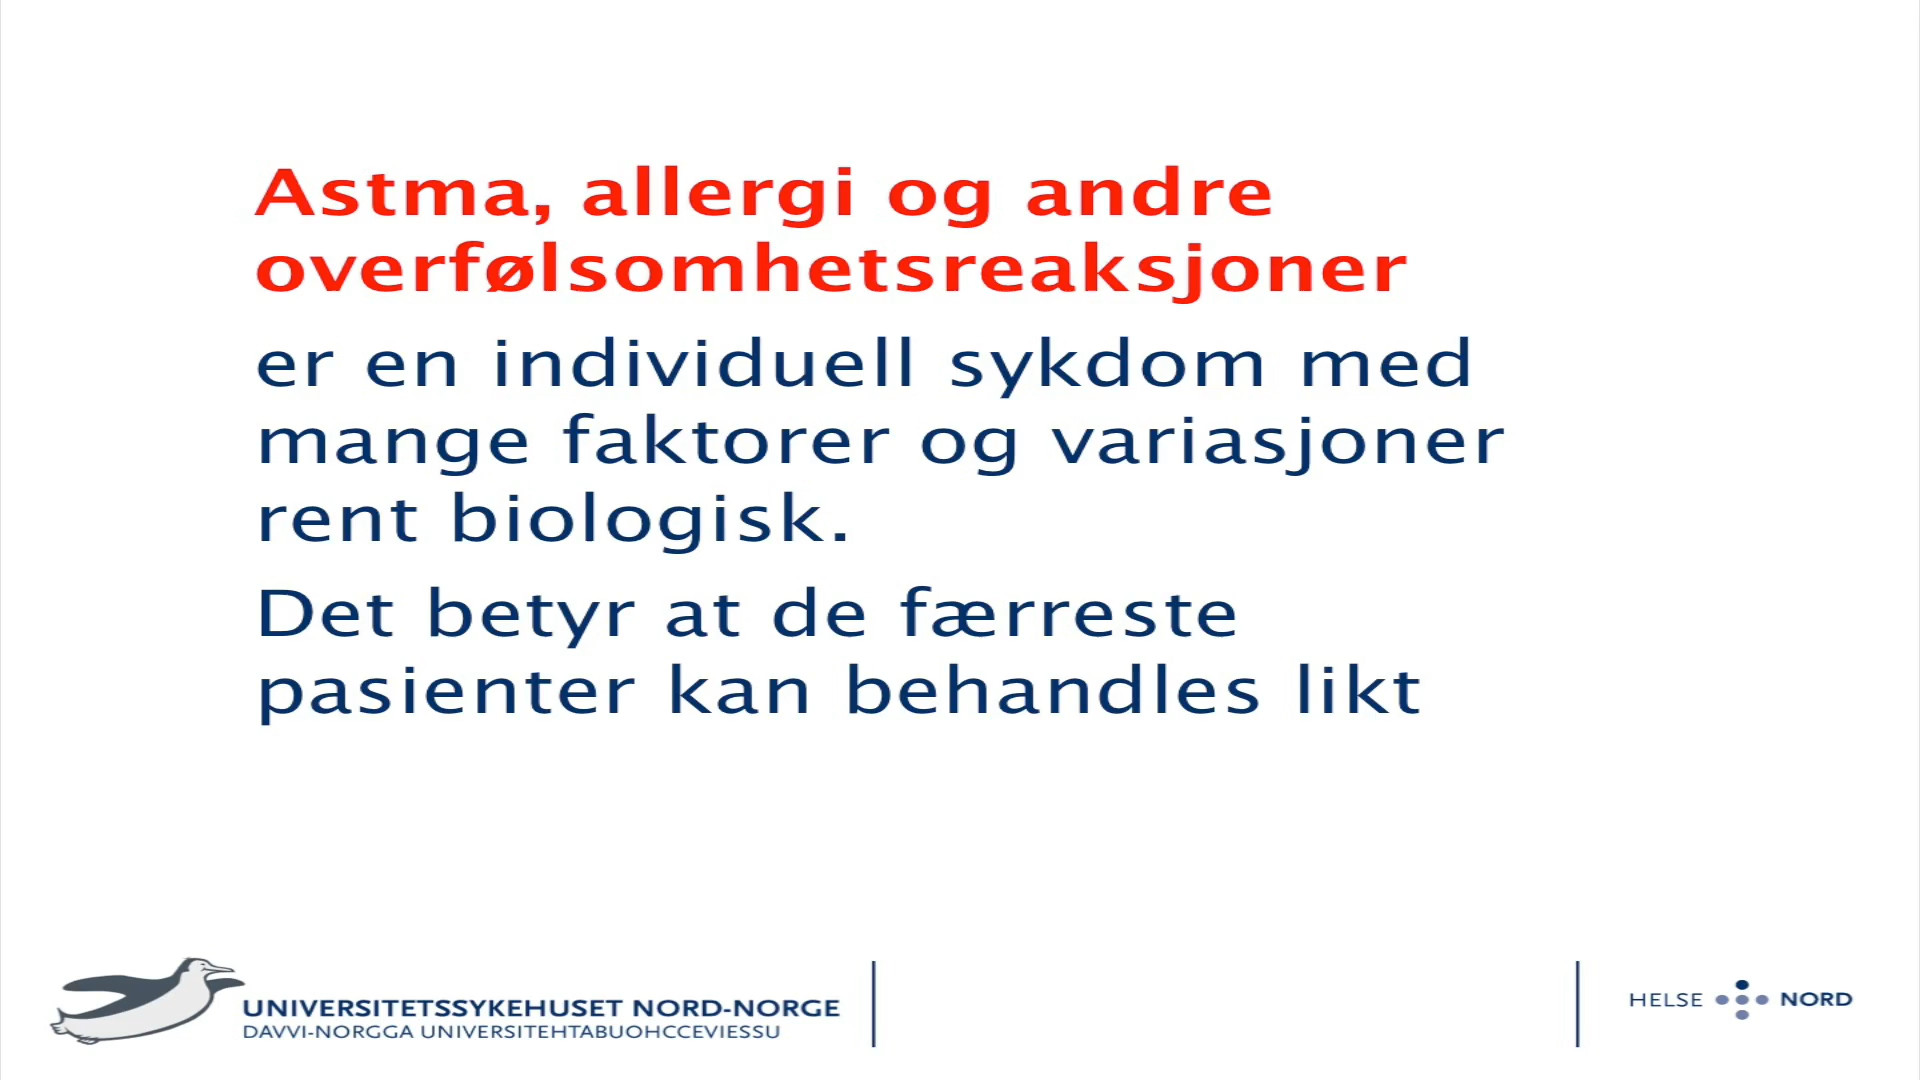 Astma, allergi og andre
overfølsomhetsreaksjoner
er en individuell sykdom med
mange faktorer og variasjoner
rent biologisk.
Det betyr at de færreste
pasienter kan behandles likt
UNIVERSITETSSYKEHUSET NORD-NORGE
DAVVI-NORGGA UNIVERSITEHTABUOHCCEVIESSU
HELSE NORD